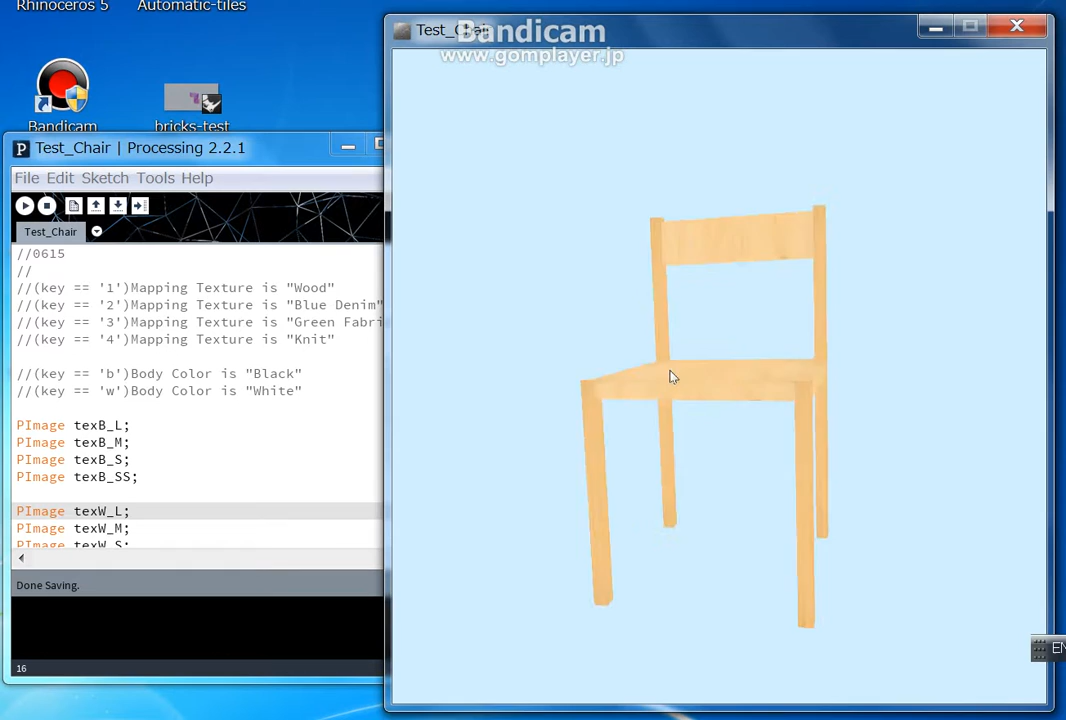 Rhinoceros 5
Automatic-tiles
Bandicam
bricks-test
Test_Chair
Bandicam
www.gomplayer.jp
Test_Chair | Processing 2.2.1
File Edit Sketch Tools Help
Test_Chair
//0615
//
//(key == '1')Mapping Texture is "Wood"
//(key == '2')Mapping Texture is "Blue Denim"
//(key == '3')Mapping Texture is "Green Fabri
//(key == '4')Mapping Texture is "Knit"
//(key == 'b')Body Color is "Black"
//(key == 'w')Body Color is "White"
PImage texB_L;
PImage texB_M;
PImage texB_S;
PImage texB_SS;
PImage texW_L;
PImage texW_M;
PImage texW_S;
Done Saving.
16
EN